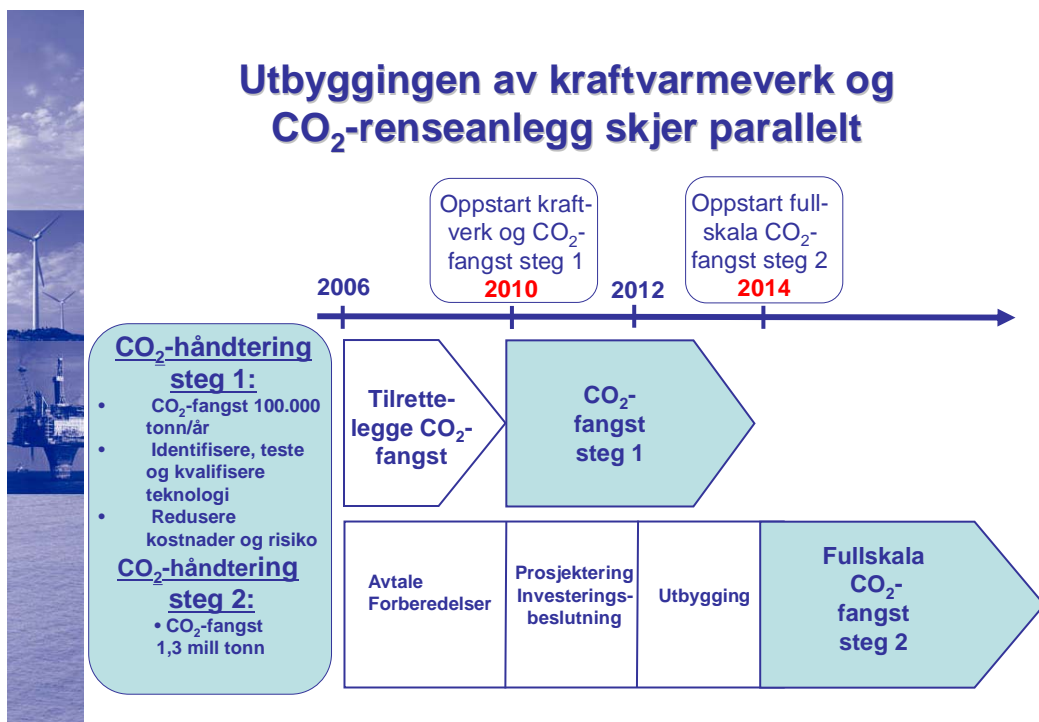 Utbyggingen av kraftvarmeverk og
CO₂-renseanlegg skjer parallelt
Oppstart kraft-
verk og CO₂-
fangst steg 1
2010
Oppstart full-
skala CO₂-
fangst steg 2
2014
2006
2012
CO₂-håndtering
steg 1:
• CO₂-fangst 100.000
tonn/år
• Identifisere, teste
og kvalifisere
teknologi
• Redusere
kostnader og risiko
CO₂-håndtering
steg 2:
• CO₂-fangst
1,3 mill tonn
Tilrette-
legge CO₂-
fangst
CO₂-
fangst
steg 1
Avtale
Forberedelser
Prosjektering
Investerings-
beslutning
Utbygging
Fullskala
CO₂-
fangst
steg 2